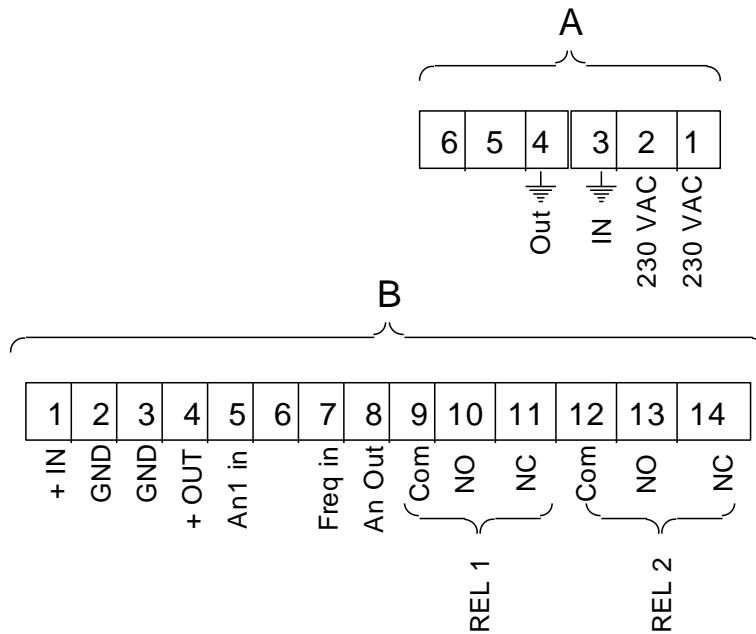 A
6 5 4 3 2 1
Out
IN
230 VAC
230 VAC
B
1 2 3 4 5 6 7 8 9 10 11 12 13 14
+ IN
GND
GND
+ OUT
An1 in
Freq in
An Out
Com
NO
NC
Com
NO
NC
REL 1
REL 2